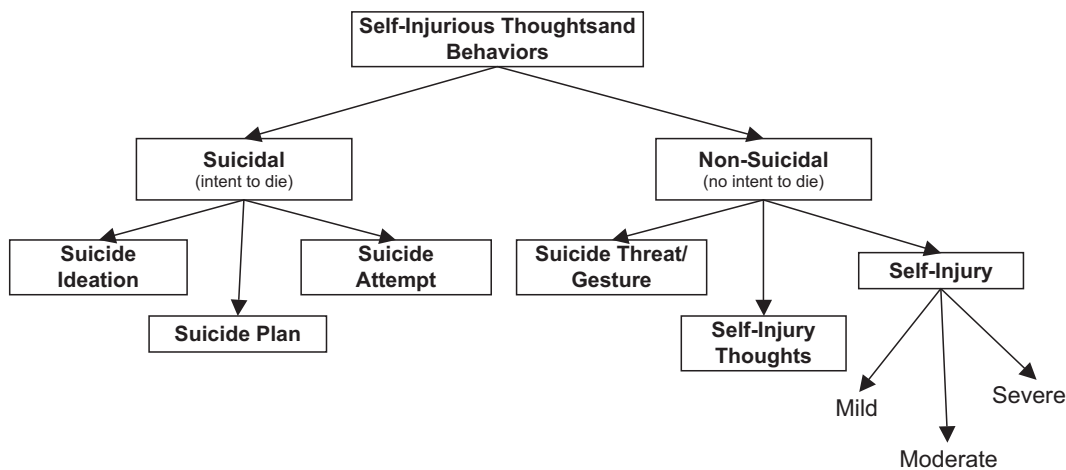 Self-Injurious Thoughtsand
Behaviors
Suicidal
(intent to die)
Non-Suicidal
(no intent to die)
Suicide
Ideation
Suicide Plan
Suicide
Attempt
Suicide Threat/
Gesture
Self-Injury
Thoughts
Self-Injury
Mild
Moderate
Severe